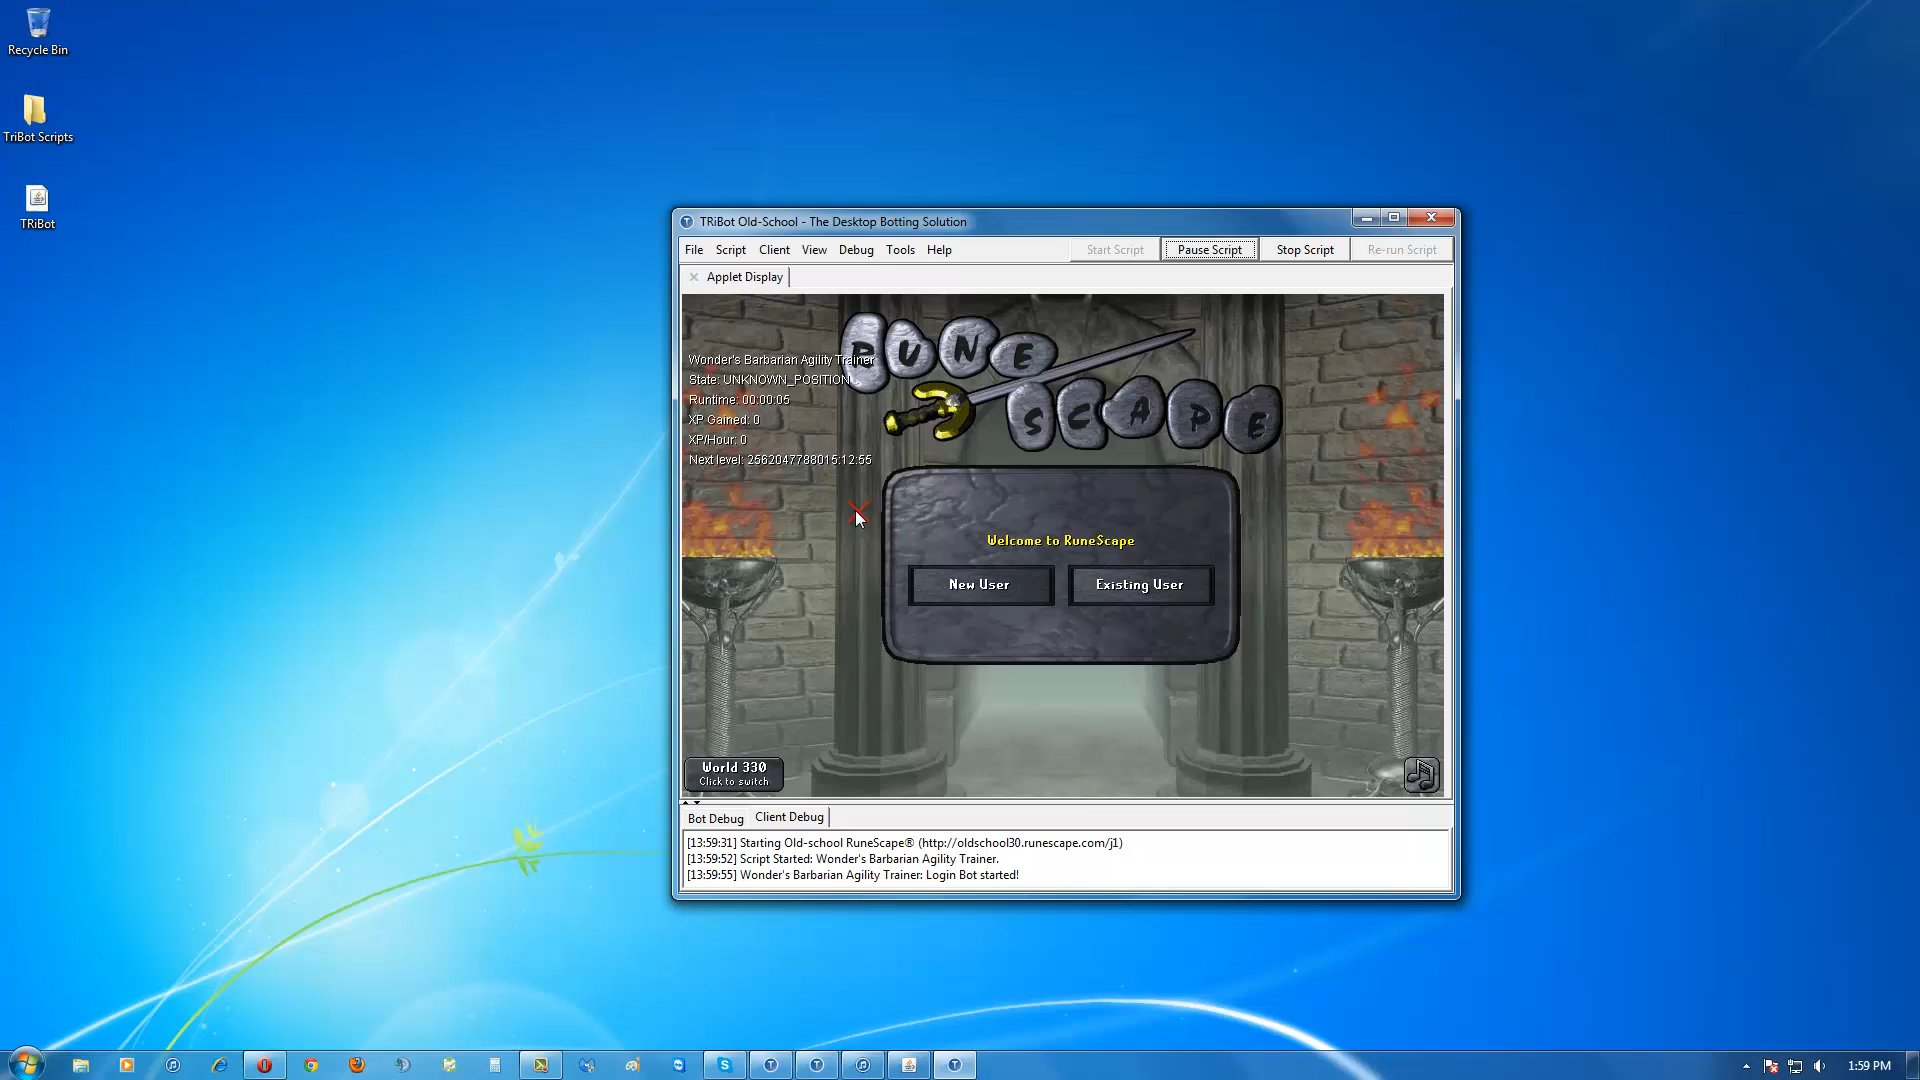 Recycle Bin
TriBot Scripts
TRiBot
TRiBot Old-School - The Desktop Botting Solution
File Script Client View Debug Tools Help Start Script Pause Script Stop Script Re-run Script
Applet Display
RUNE
SCAPE
Wonder's Barbarian Agility Trainer
State: UNKNOWN_POSITION
Runtime: 00:00:05
XP Gained: 0
XP/Hour: 0
Next level: 2562047788015:12:55
Welcome to RuneScape
New User Existing User
World 330
Click to switch
Bot Debug Client Debug
[13:59:31] Starting Old-school RuneScape® (http://oldschool30.runescape.com/j1)
[13:59:52] Script Started: Wonder's Barbarian Agility Trainer.
[13:59:55] Wonder's Barbarian Agility Trainer: Login Bot started!
1:59 PM